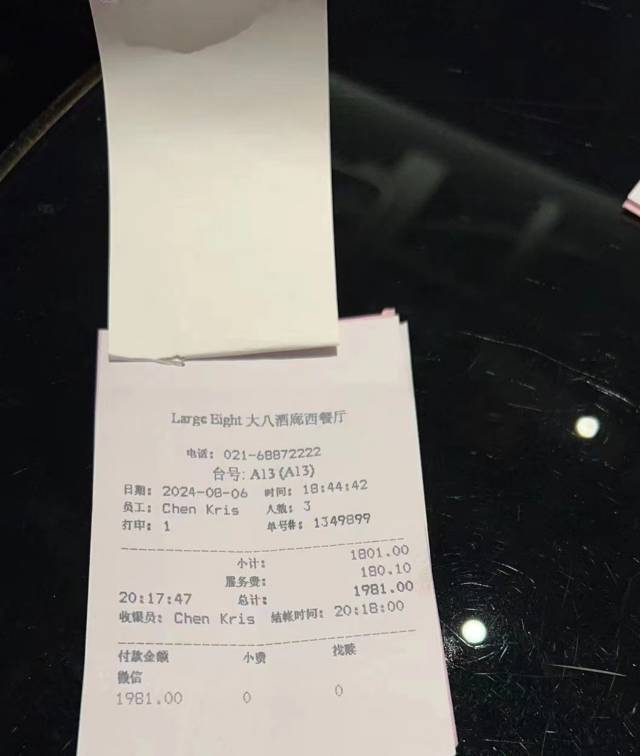 Large Eight 大八酒廊西餐厅
电话: 021-68872222
台号: A13(A13)
日期: 2024-08-06 时间: 18:44:42
员工: Chen Kris 人数: 3
打印: 1 单号#: 1349899
小计: 1801.00
服务费: 180.10
20:17:47 总计: 1981.00
收银员: Chen Kris 结帐时间: 20:18:00
付款金额 小费 找赎
微信
1981.00 0 0